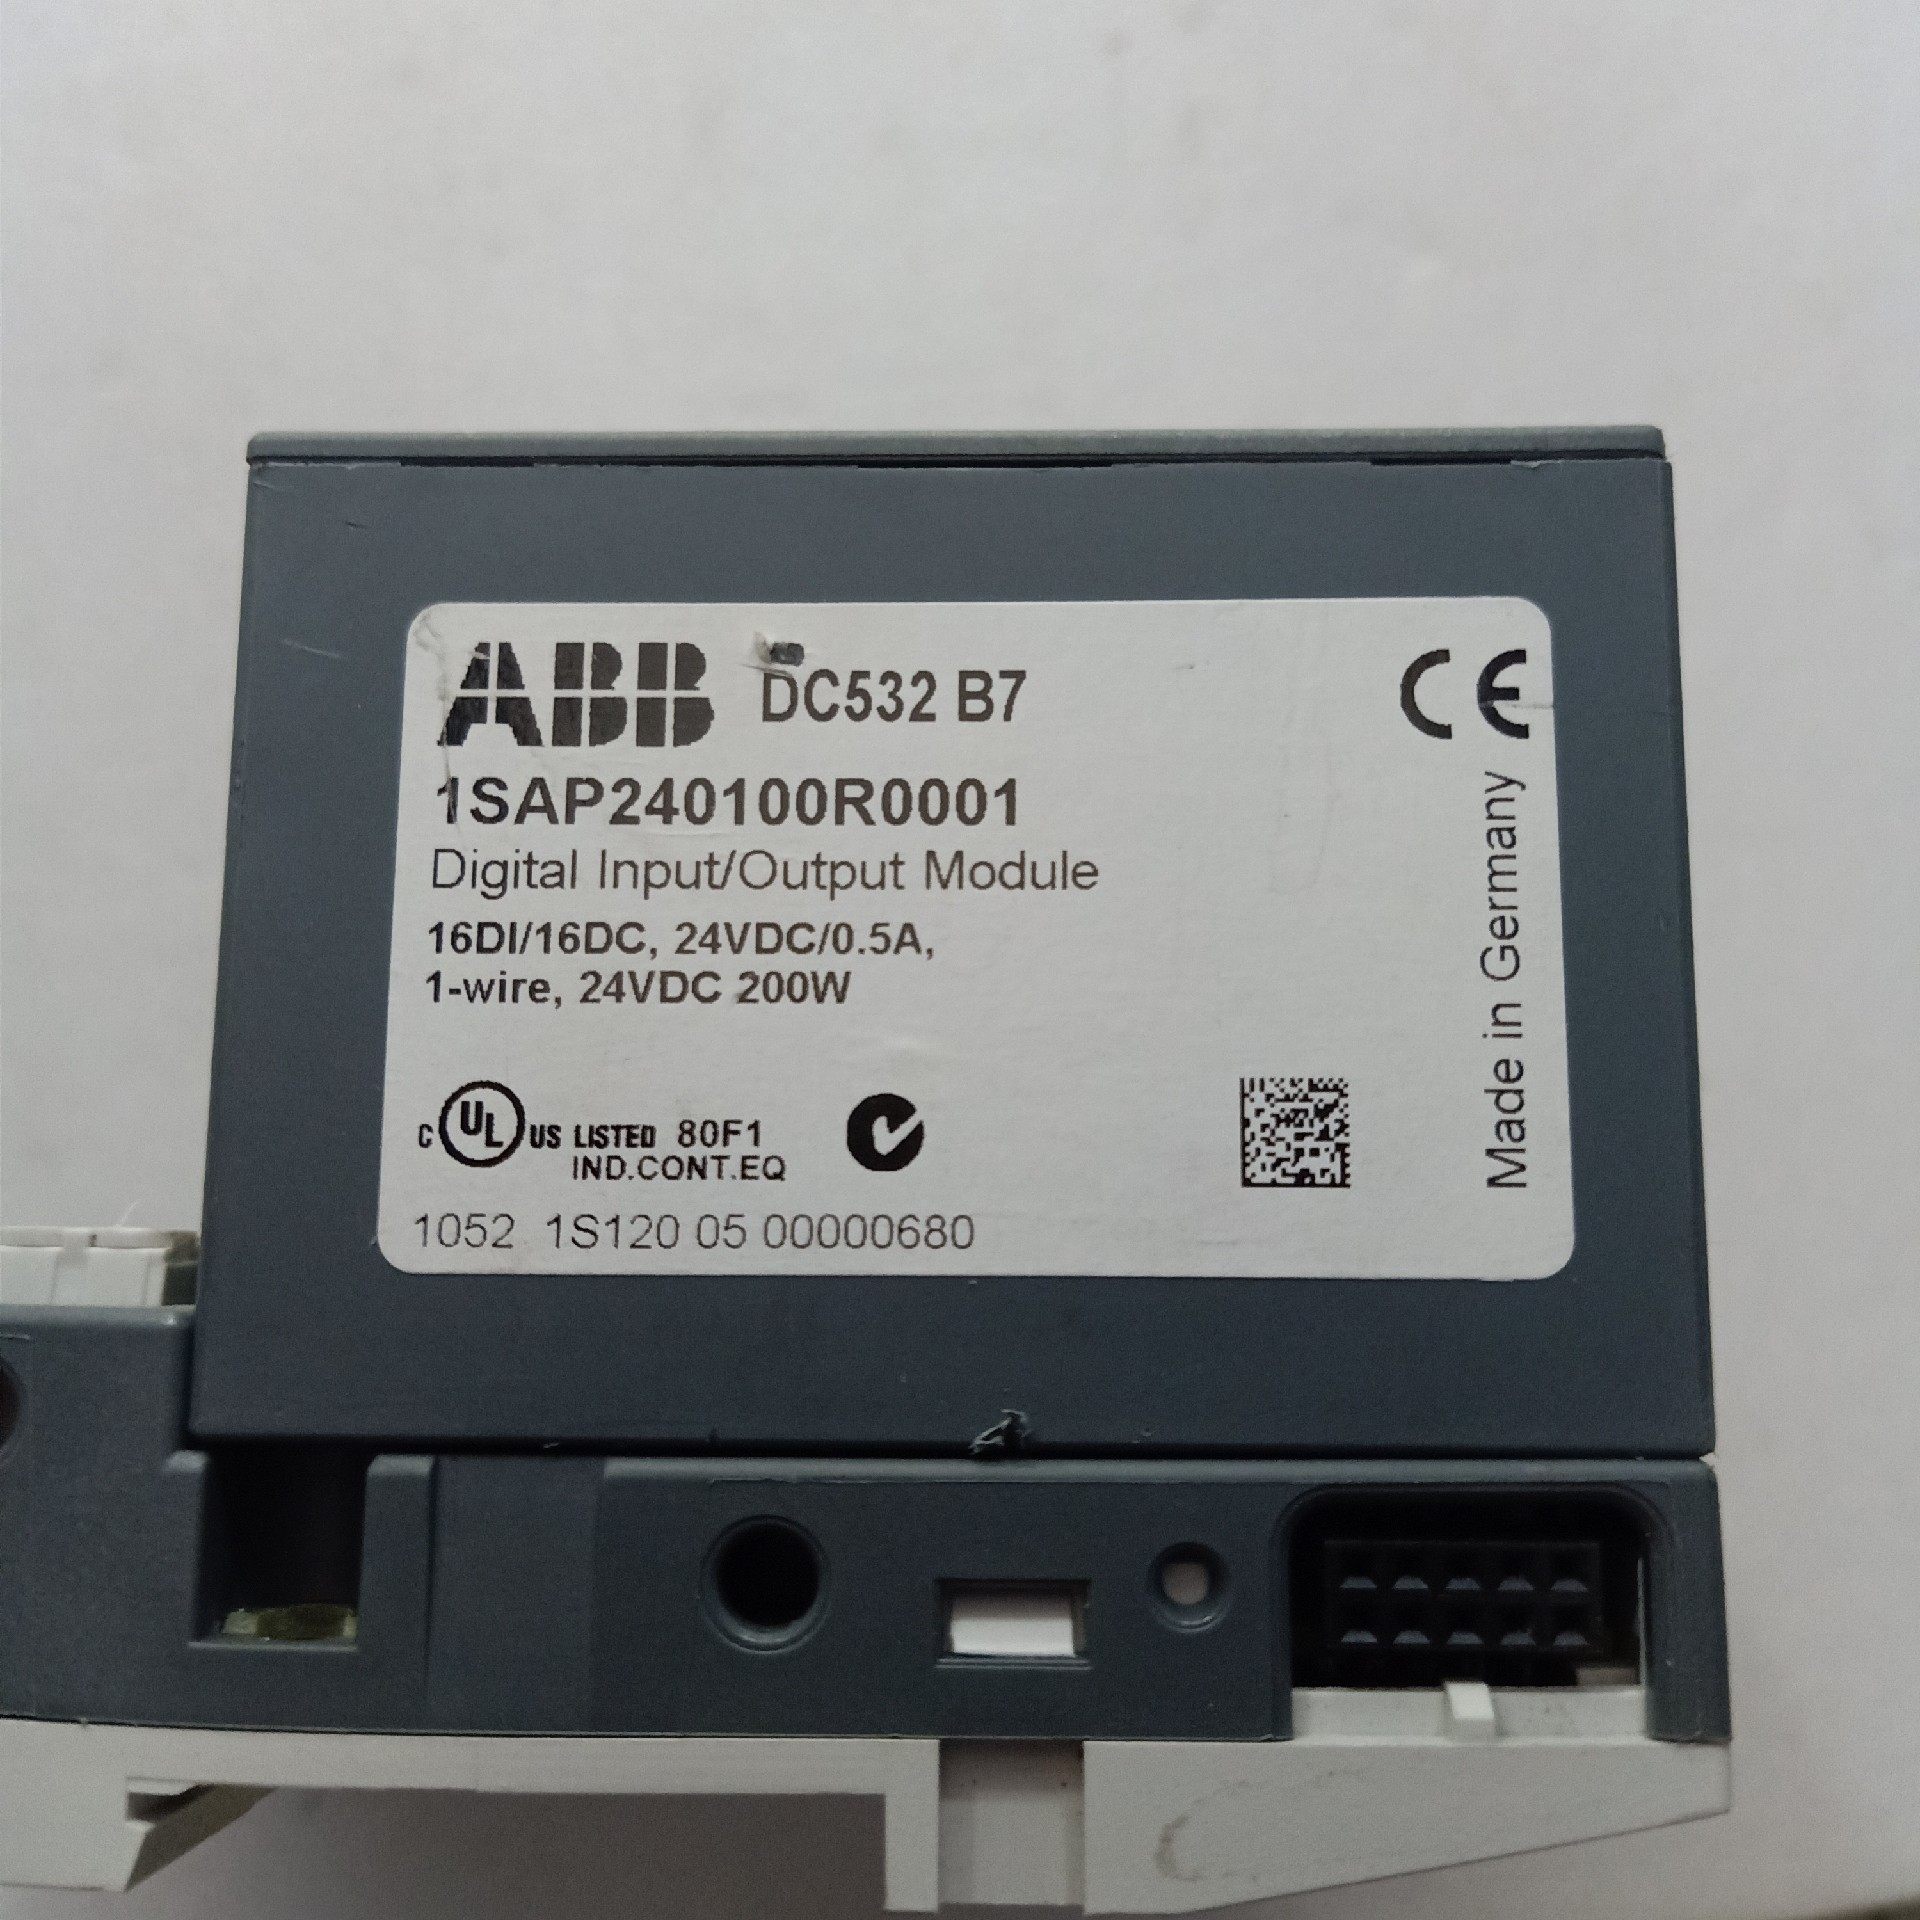 ABB DC532 B7
CE
1SAP240100R0001
Digital Input/Output Module
16DI/16DC, 24VDC/0.5A,
1-wire, 24VDC 200W
Made in Germany
C UL US LISTED 80F1
IND.CONT.EQ
1052 1S120 05 00000680